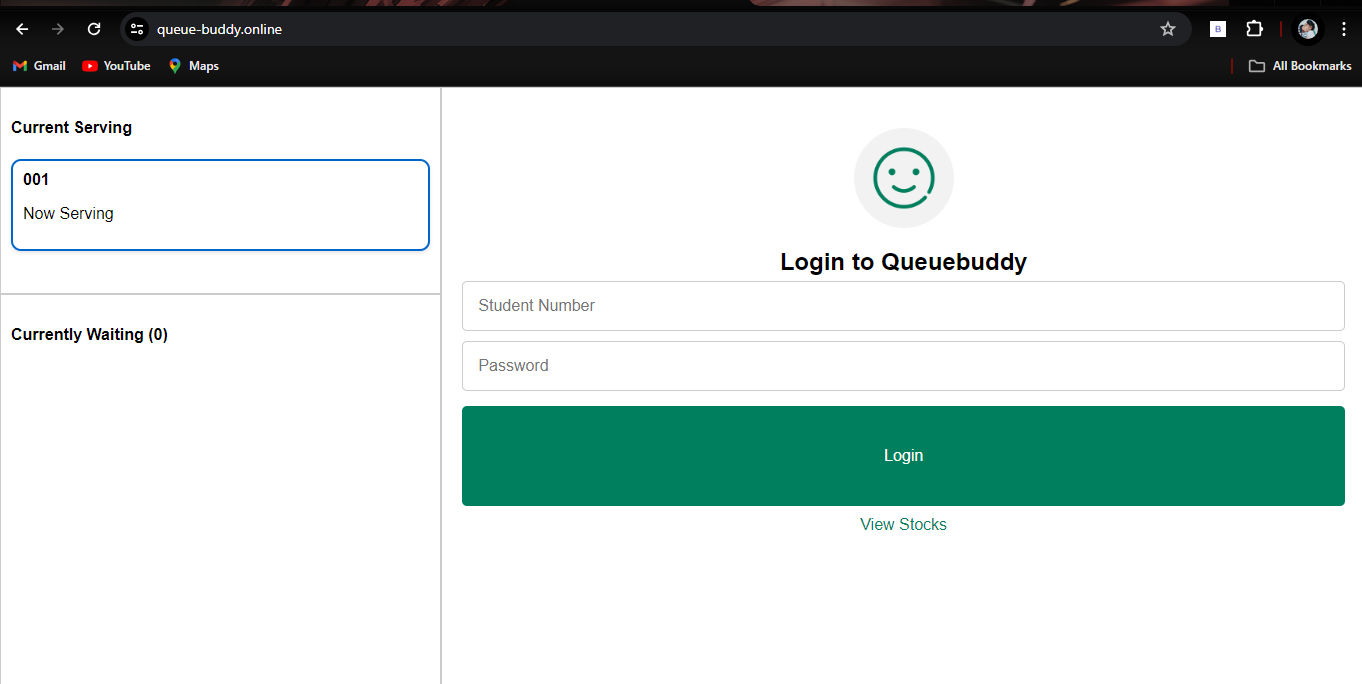 queue-buddy.online
B
Gmail YouTube Maps All Bookmarks
Current Serving
001
Now Serving
Currently Waiting (0)
Login to Queuebuddy
Student Number
Password
Login
View Stocks